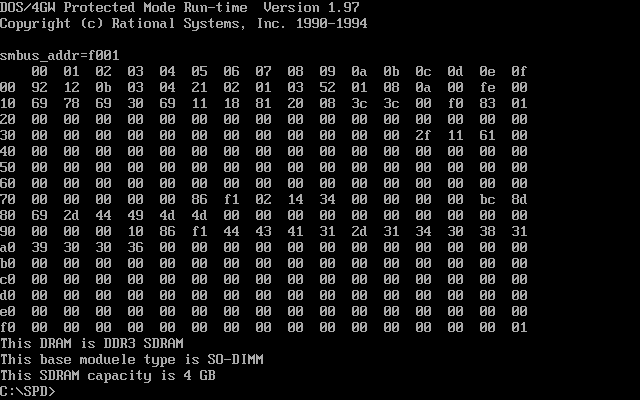 DOS/4GW Protected Mode Run-time  Version 1.97
Copyright (c) Rational Systems, Inc. 1990-1994
smbus_addr=f001
00 01 02 03 04 05 06 07 08 09 0a 0b 0c 0d 0e 0f
00 92 12 0b 03 04 21 02 01 03 52 01 08 0a 00 fe 00
10 69 78 69 30 69 11 18 81 20 08 3c 3c 00 f0 83 01
20 00 00 00 00 00 00 00 00 00 00 00 00 00 00 00 00
30 00 00 00 00 00 00 00 00 00 00 00 00 2f 11 61 00
40 00 00 00 00 00 00 00 00 00 00 00 00 00 00 00 00
50 00 00 00 00 00 00 00 00 00 00 00 00 00 00 00 00
60 00 00 00 00 00 00 00 00 00 00 00 00 00 00 00 00
70 00 00 00 00 00 86 f1 02 14 34 00 00 00 00 bc 8d
80 69 2d 44 49 4d 4d 00 00 00 00 00 00 00 00 00 00
90 00 00 00 10 86 f1 44 43 41 31 2d 31 34 30 38 31
a0 39 30 30 36 00 00 00 00 00 00 00 00 00 00 00 00
b0 00 00 00 00 00 00 00 00 00 00 00 00 00 00 00 00
c0 00 00 00 00 00 00 00 00 00 00 00 00 00 00 00 00
d0 00 00 00 00 00 00 00 00 00 00 00 00 00 00 00 00
e0 00 00 00 00 00 00 00 00 00 00 00 00 00 00 00 00
f0 00 00 00 00 00 00 00 00 00 00 00 00 00 00 00 01
This DRAM is DDR3 SDRAM
This base moduele type is SO-DIMM
This SDRAM capacity is 4 GB
C:\SPD>